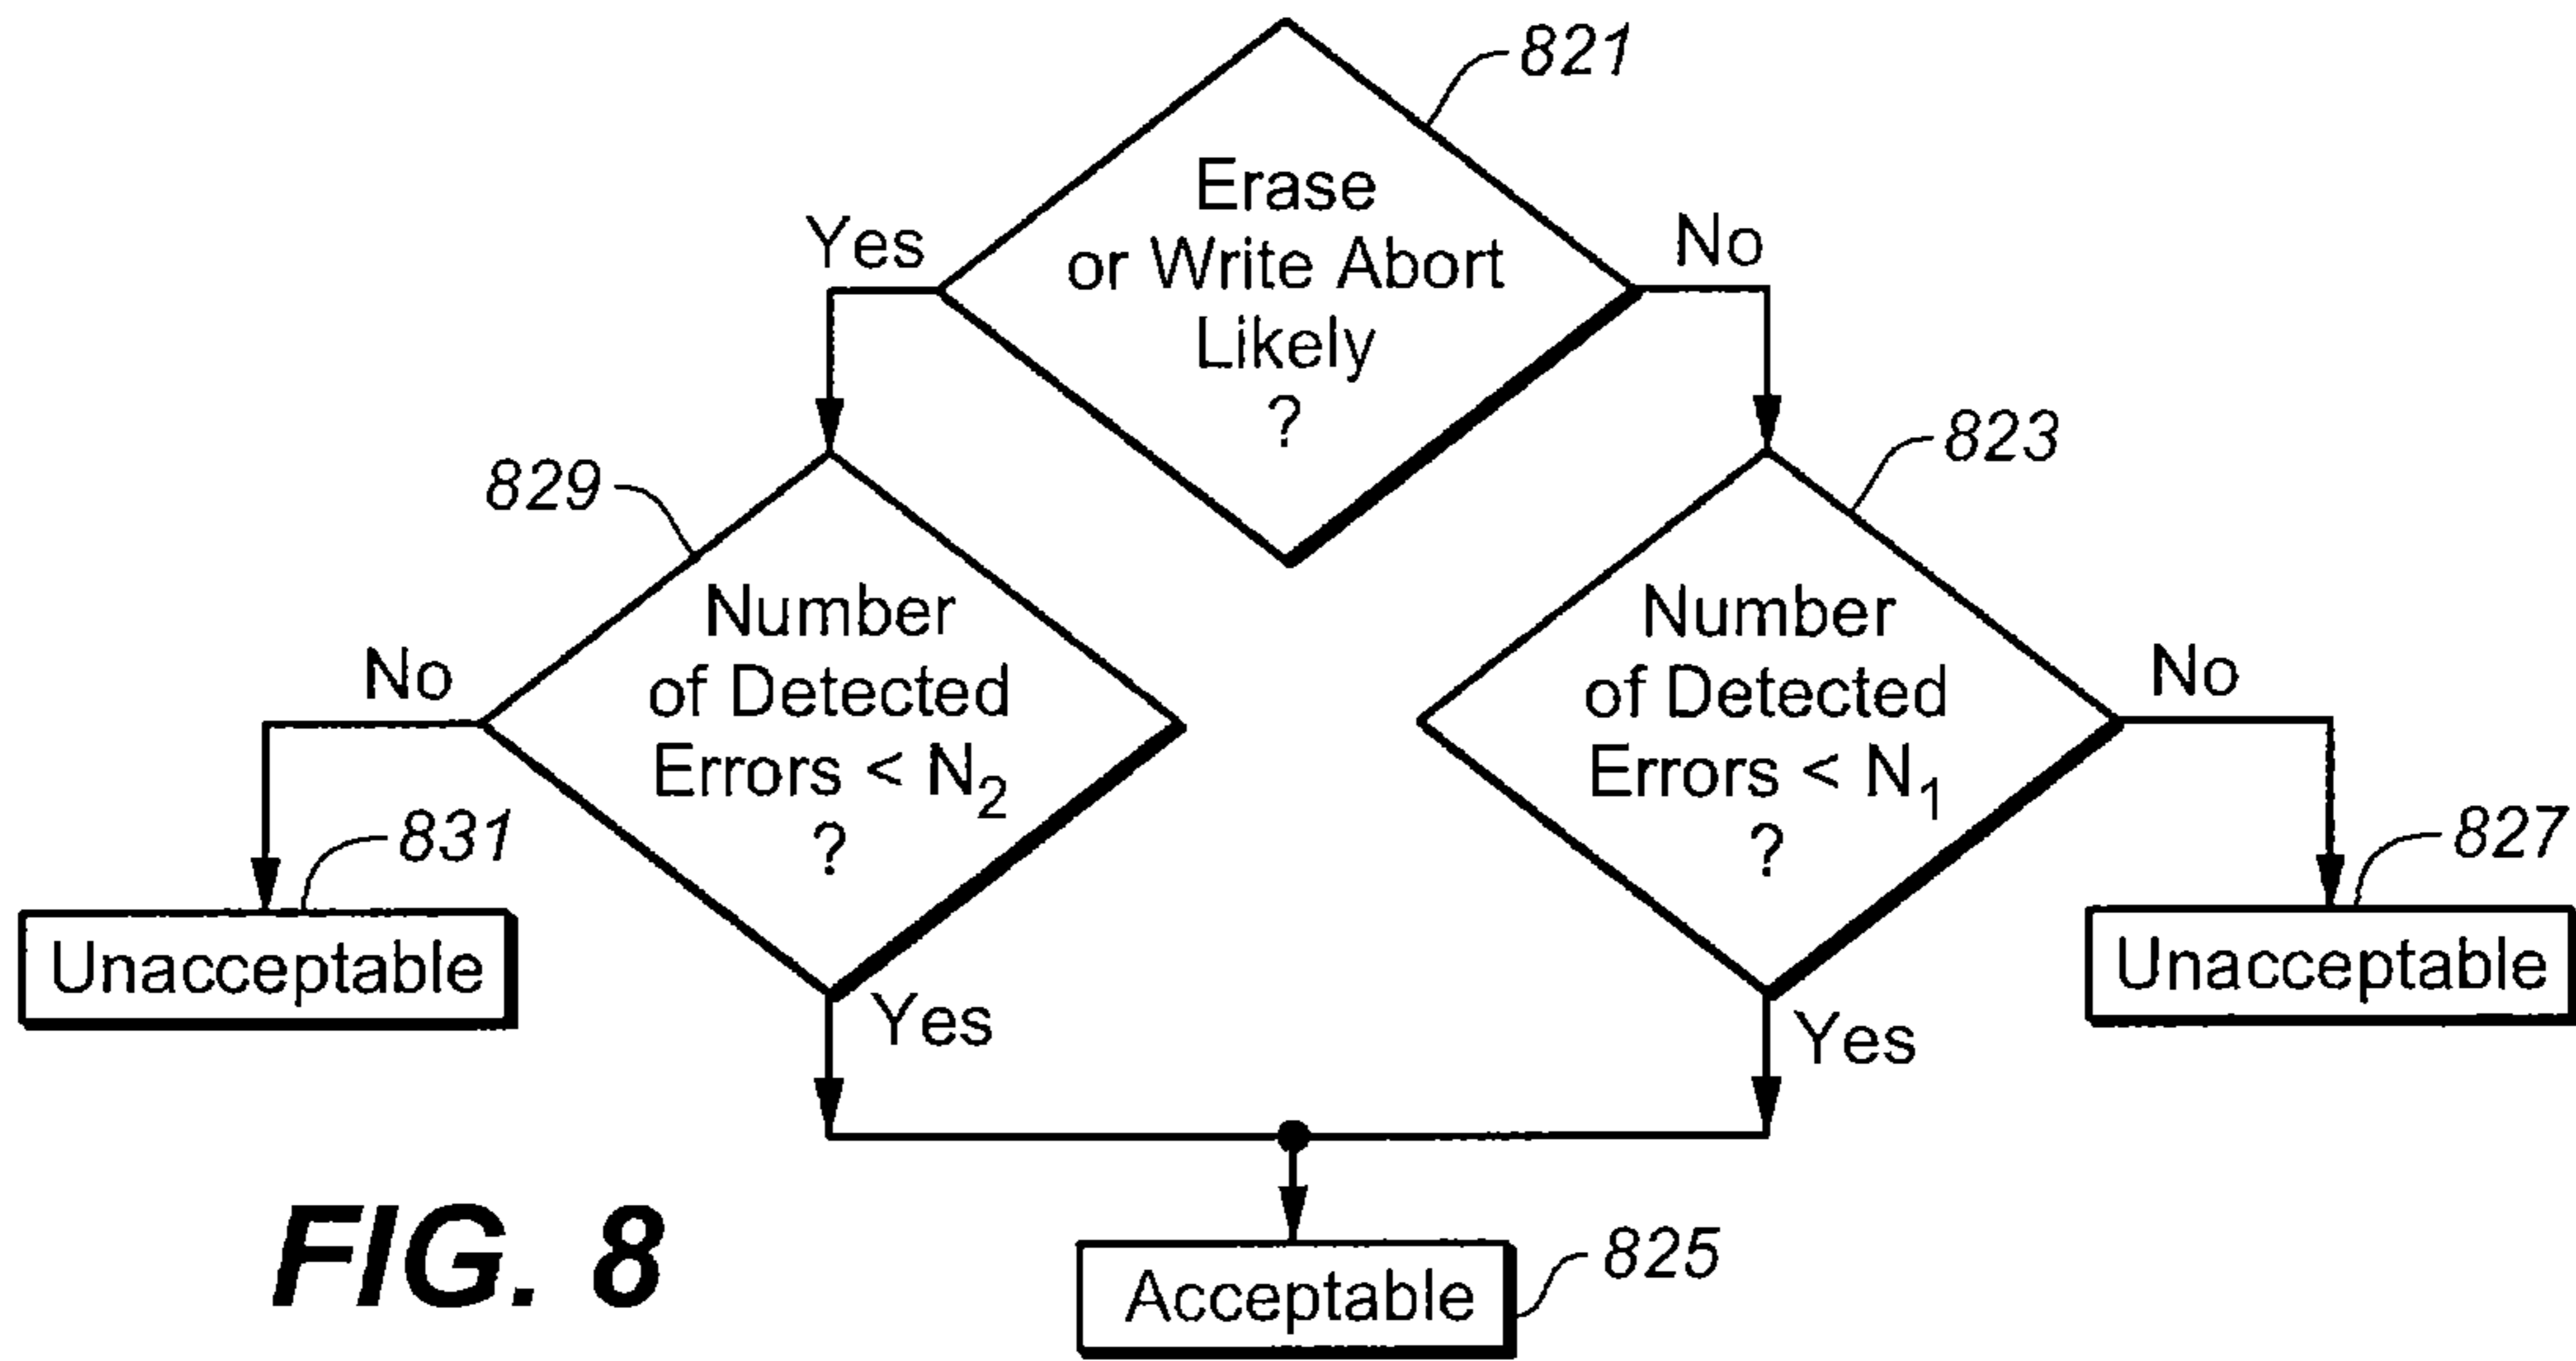 821
Erase
or Write Abort
Likely
?
Yes
No
829
823
Number
of Detected
Errors < N₂
?
Number
of Detected
Errors < N₁
?
No
No
831
827
Unacceptable
Unacceptable
Yes
Yes
FIG. 8
Acceptable
825